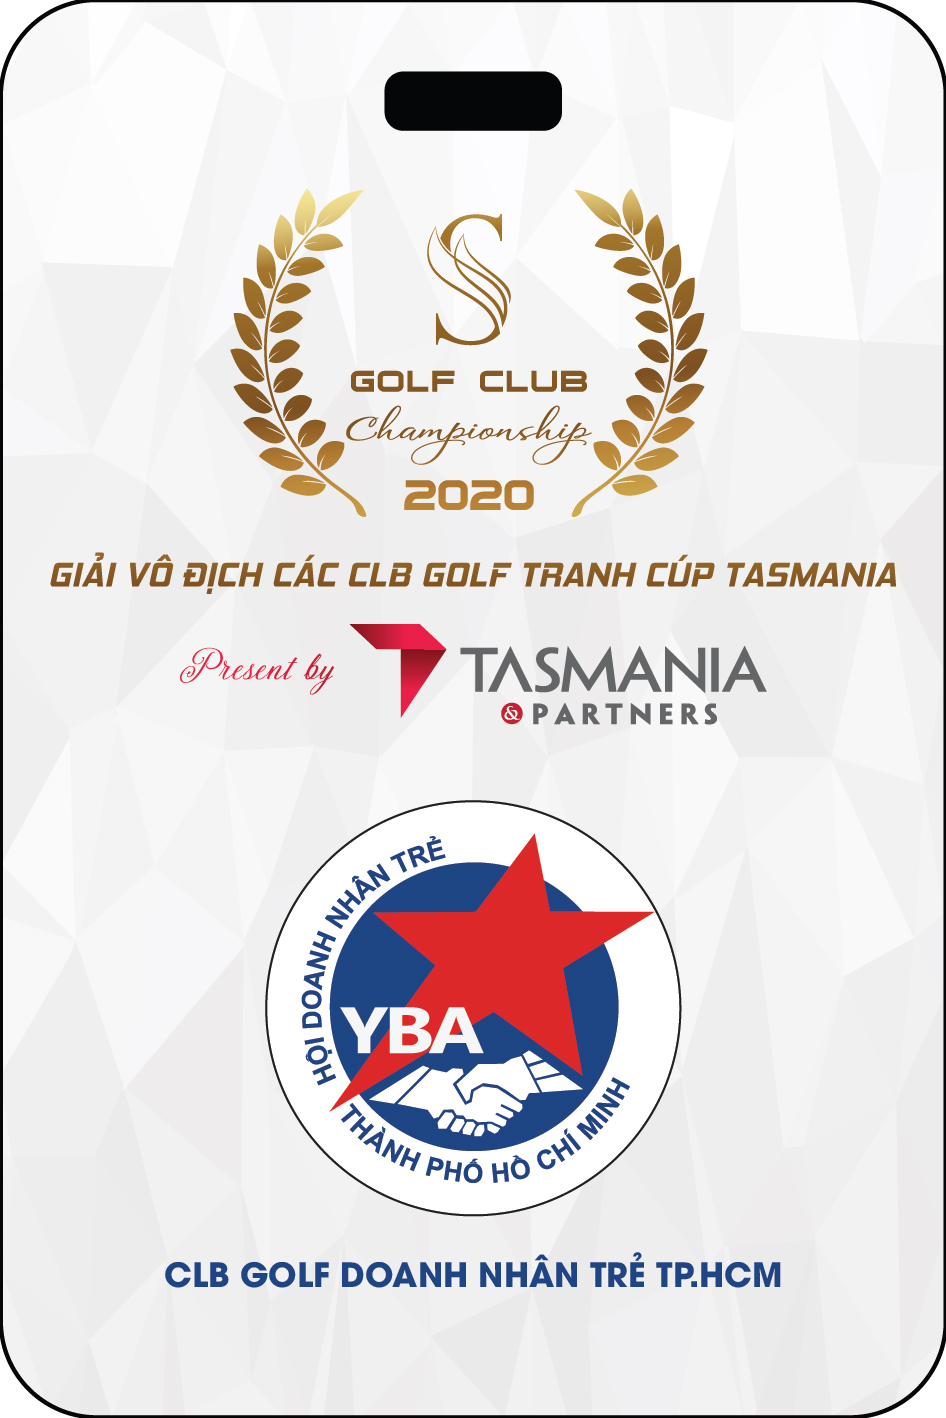 S
GOLF CLUB
Championship
2020
GIẢI VÔ ĐỊCH CÁC CLB GOLF TRANH CÚP TASMANIA
Present by
TASMANIA
& PARTNERS
HỘI DOANH NHÂN TRẺ
YBA
THÀNH PHỐ HỒ CHÍ MINH
CLB GOLF DOANH NHÂN TRẺ TP.HCM